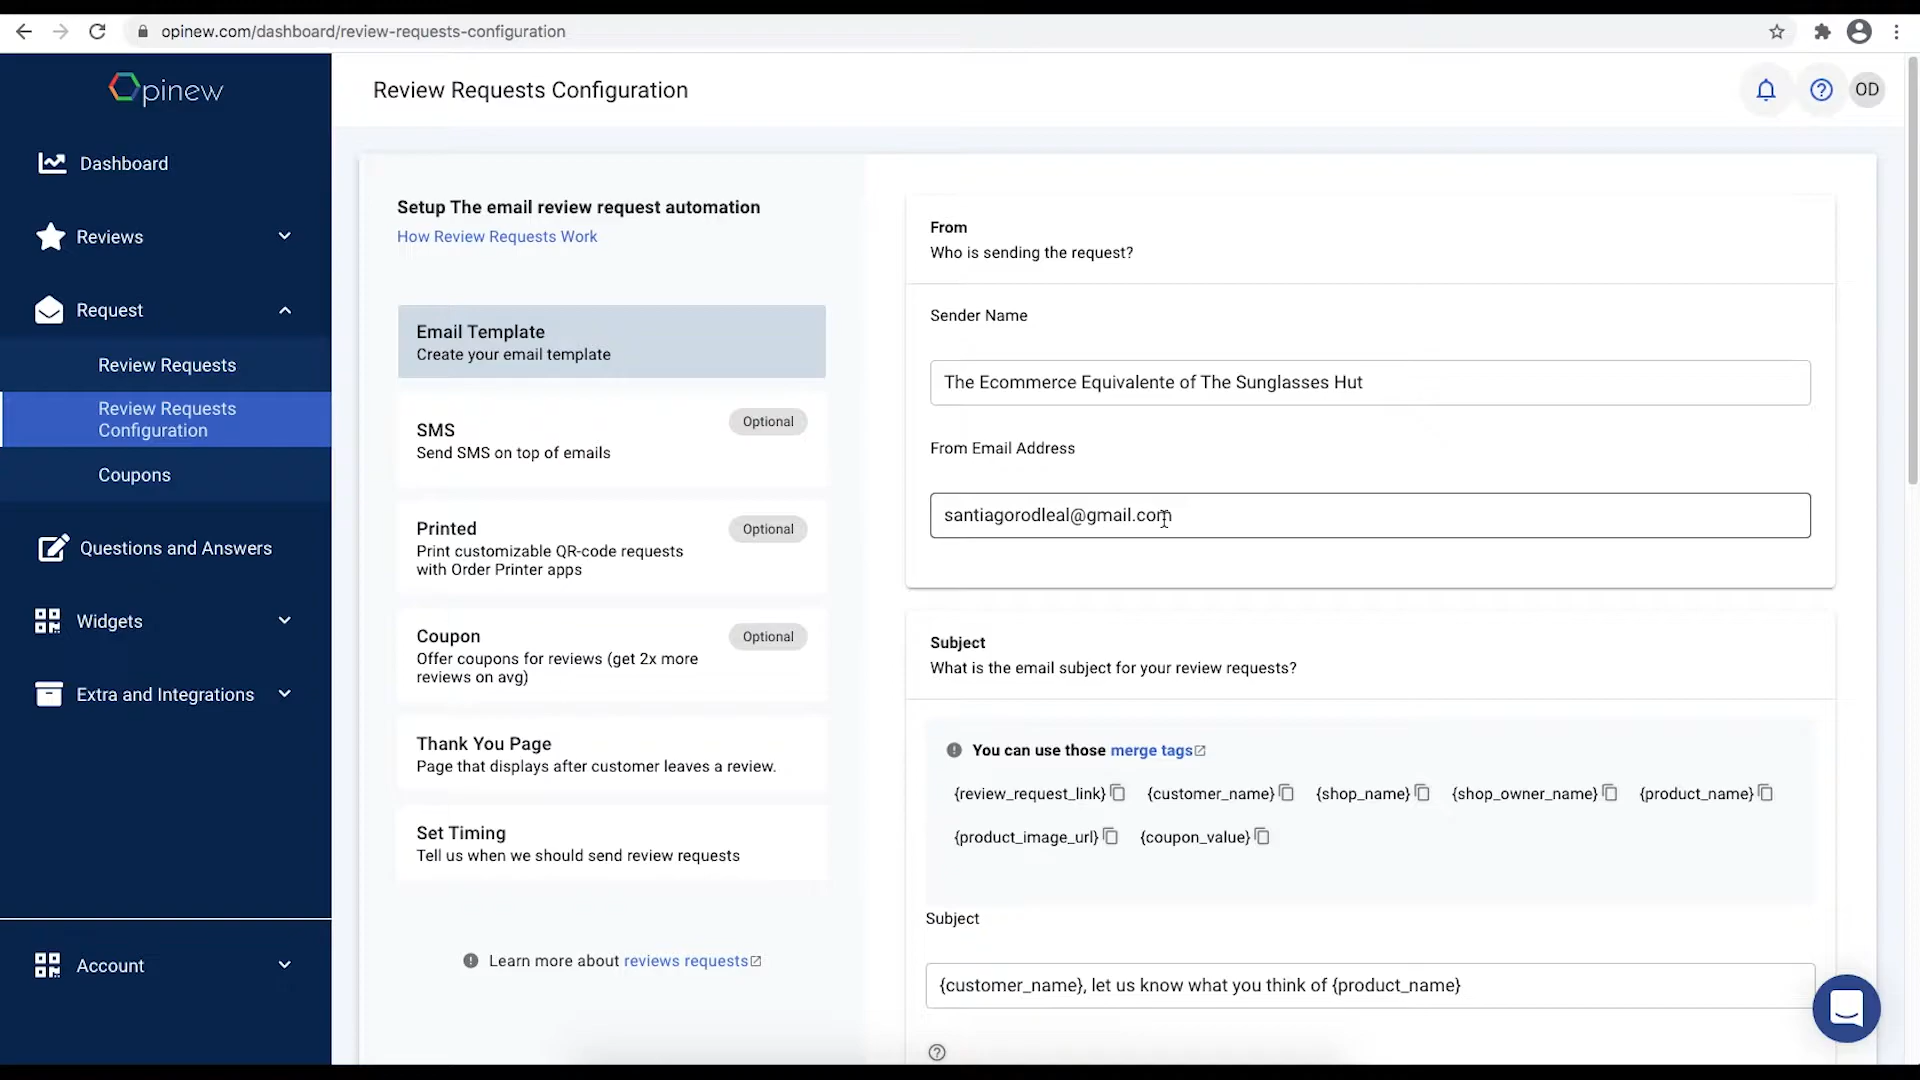 opinew.com/dashboard/review-requests-configuration
Opinew
Dashboard
Reviews
Request
Review Requests
Review Requests
Configuration
Coupons
Questions and Answers
Widgets
Extra and Integrations
Account
Review Requests Configuration
OD
Setup The email review request automation
How Review Requests Work
Email Template
Create your email template
SMS
Optional
Send SMS on top of emails
Printed
Optional
Print customizable QR-code requests
with Order Printer apps
Coupon
Optional
Offer coupons for reviews (get 2x more
reviews on avg)
Thank You Page
Page that displays after customer leaves a review.
Set Timing
Tell us when we should send review requests
Learn more about reviews requests
From
Who is sending the request?
Sender Name
The Ecommerce Equivalente of The Sunglasses Hut
From Email Address
santiagorodleal@gmail.com
Subject
What is the email subject for your review requests?
You can use those merge tags
{review_request_link} {customer_name} {shop_name} {shop_owner_name} {product_name}
{product_image_url} {coupon_value}
Subject
{customer_name}, let us know what you think of {product_name}